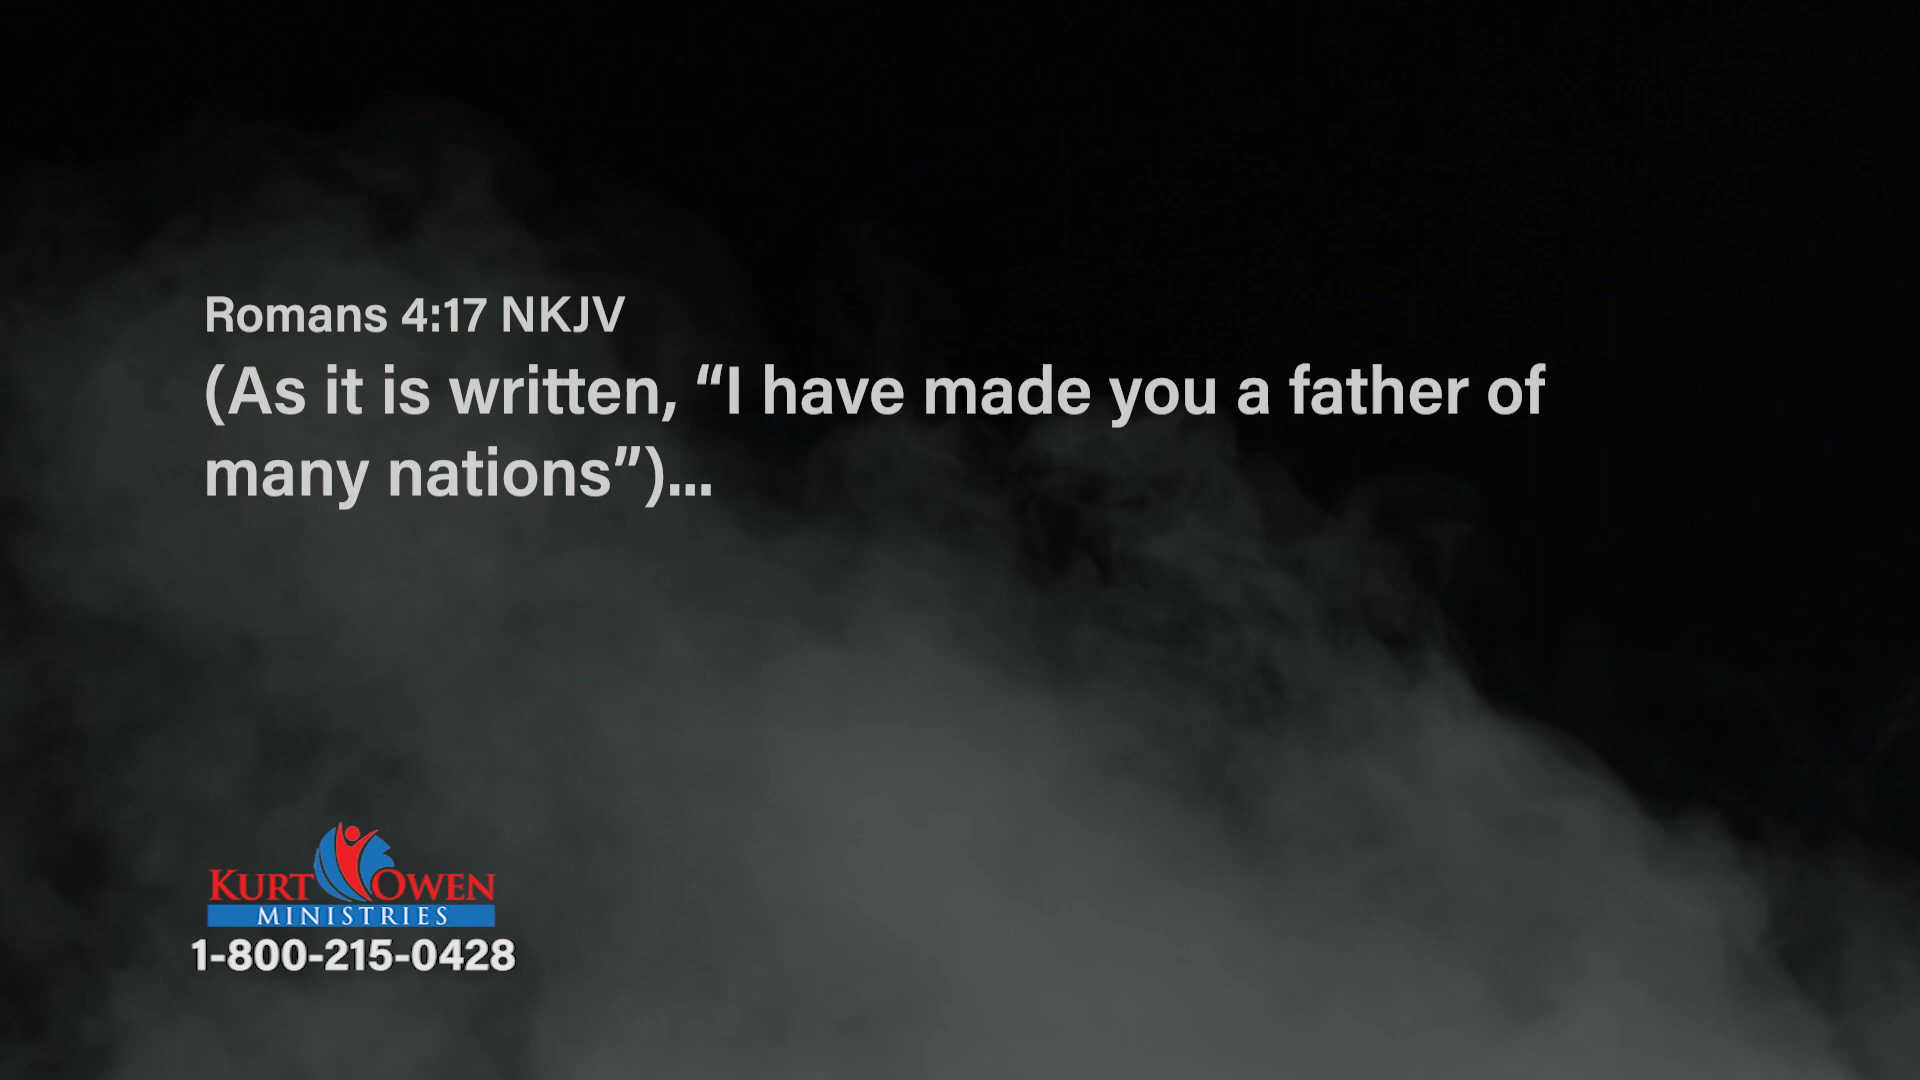 Romans 4:17 NKJV
(As it is written, “I have made you a father of
many nations”)...
KURT OWEN
MINISTRIES
1-800-215-0428